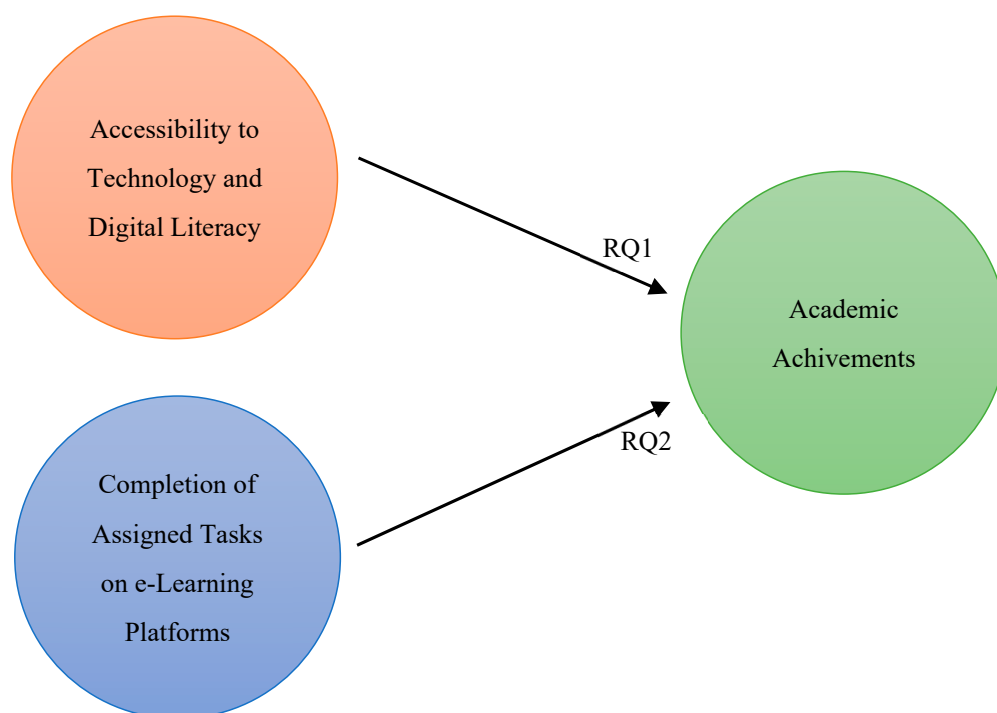 Accessibility to
Technology and
Digital Literacy
RQ1
Academic
Achivements
RQ2
Completion of
Assigned Tasks
on e-Learning
Platforms